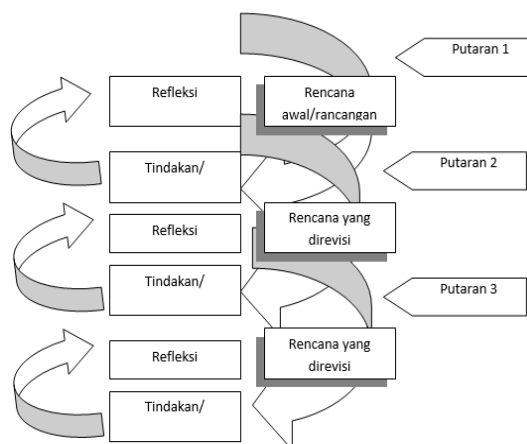 Putaran 1
Refleksi
Rencana
awal/rancangan
Tindakan/
Putaran 2
Refleksi
Rencana yang
direvisi
Tindakan/
Putaran 3
Refleksi
Rencana yang
direvisi
Tindakan/